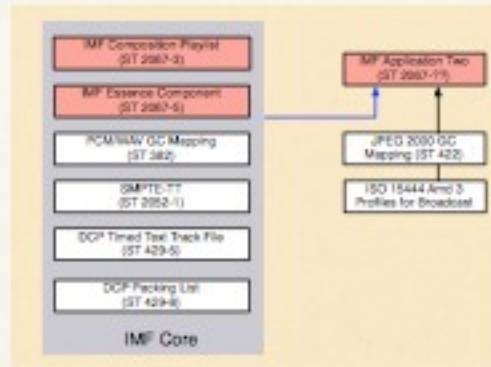 IMF Composition Playlist
(ST 2067-3)
IMF Essence Component
(ST 2067-5)
PCM/WAV GC Mapping
(ST 382)
SMPTE-TT
(ST 2052-1)
DCP Timed Text Track File
(ST 429-5)
DCP Packing List
(ST 429-8)
IMF Core
IMF Application Two
(ST 2067-??)
JPEG 2000 GC
Mapping (ST 422)
ISO 15444 Amd 3
Profiles for Broadcast